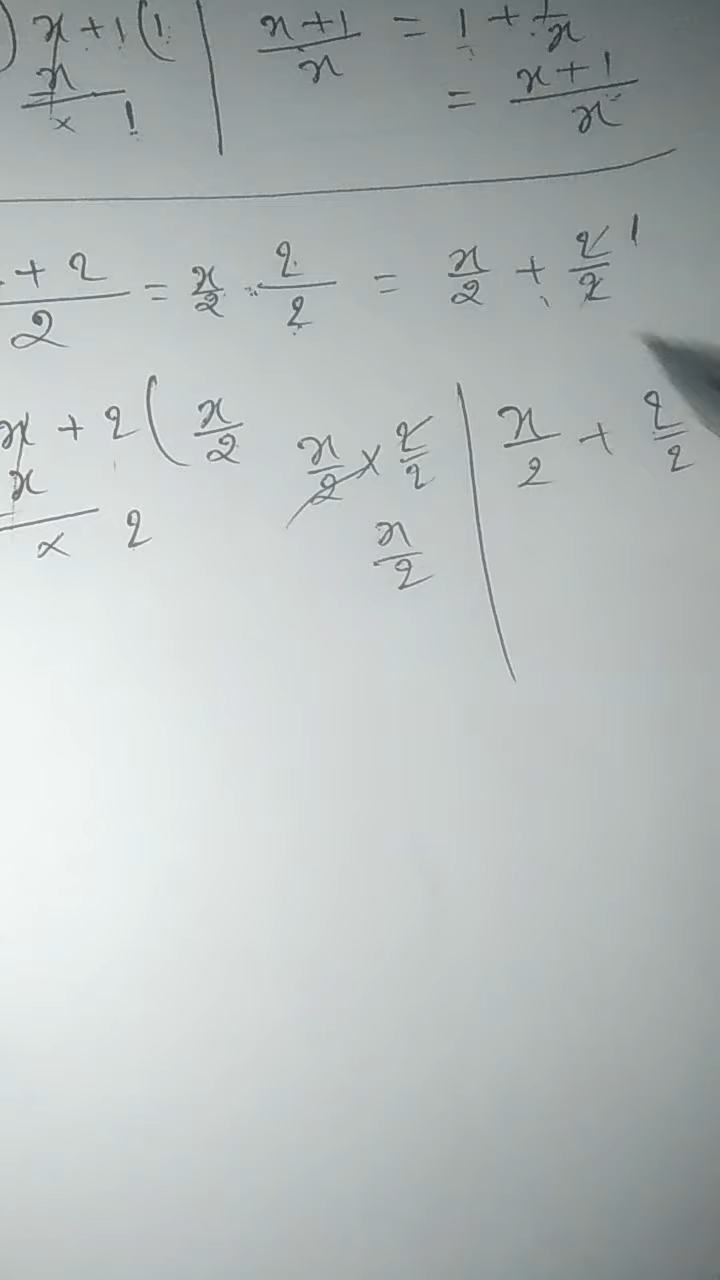 ) x + 1 ( 1 | x+1/x = 1 + 1/x
x
× 1 = x+1/x
+ 2/2 = x/2 · 2/2 = x/2 + 2/2 1
x + 2 ( x/2 x/2 × 2/2 | x/2 + 2/2
x
× 2 x/2